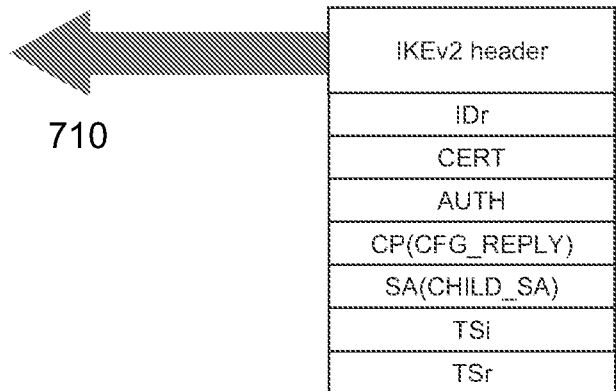 IKEv2 header
710
IDr
CERT
AUTH
CP(CFG_REPLY)
SA(CHILD_SA)
TSi
TSr